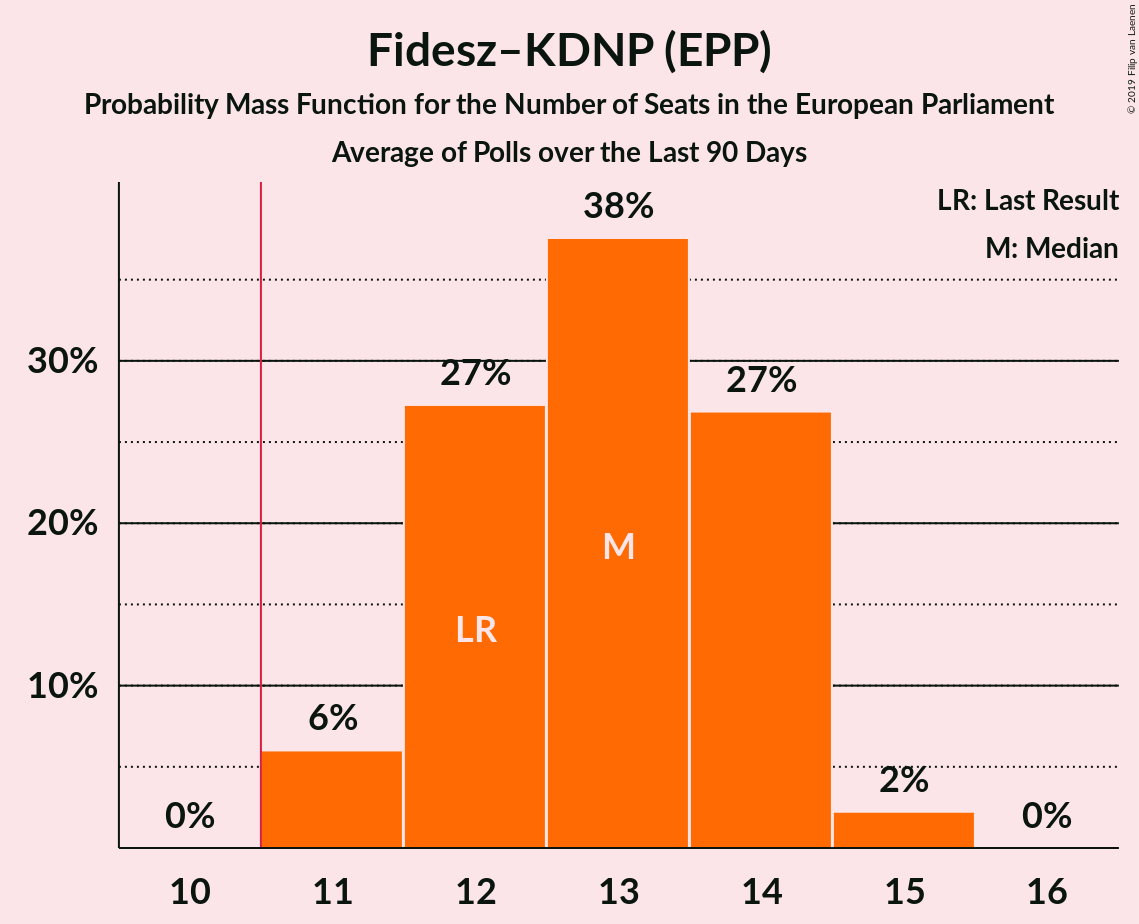 Fidesz–KDNP (EPP)
Probability Mass Function for the Number of Seats in the European Parliament
Average of Polls over the Last 90 Days
© 2019 Filip van Laenen
LR: Last Result
M: Median
38%
30%
27%
27%
20%
M
LR
10%
6%
2%
0%
0%
10
11
12
13
14
15
16